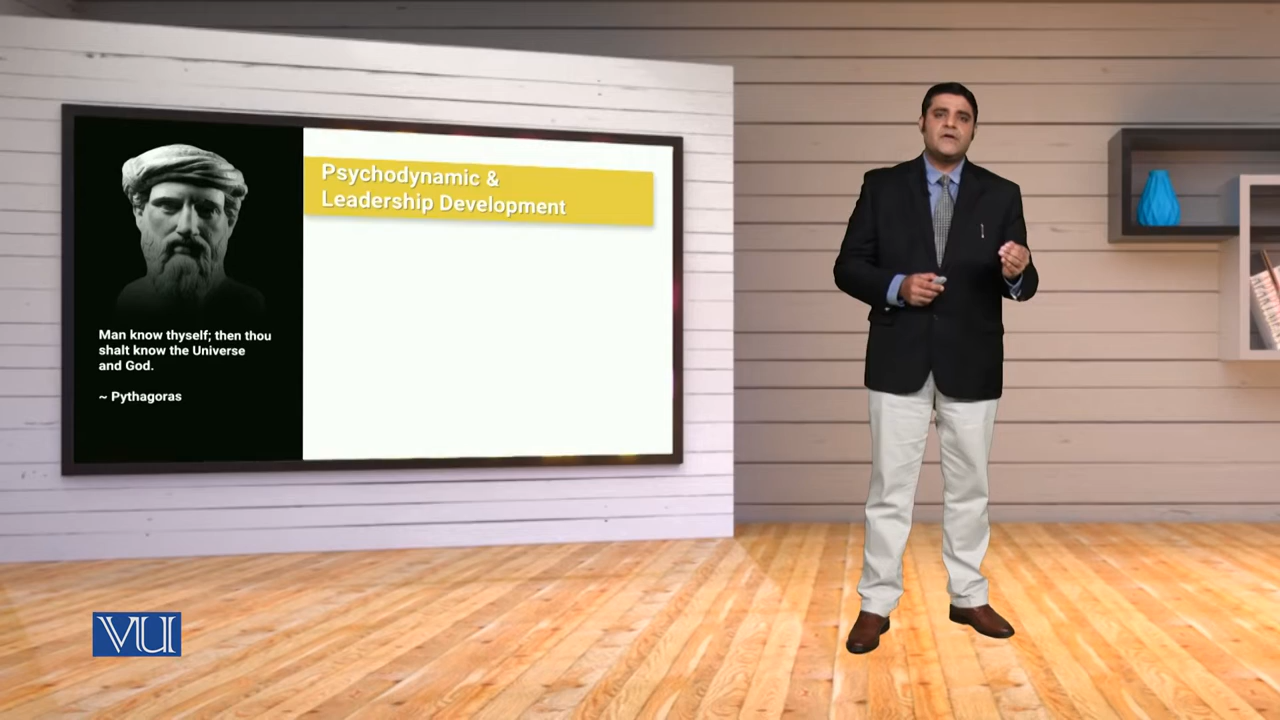 Psychodynamic &
Leadership Development
Man know thyself; then thou
shalt know the Universe
and God.
~ Pythagoras
VU